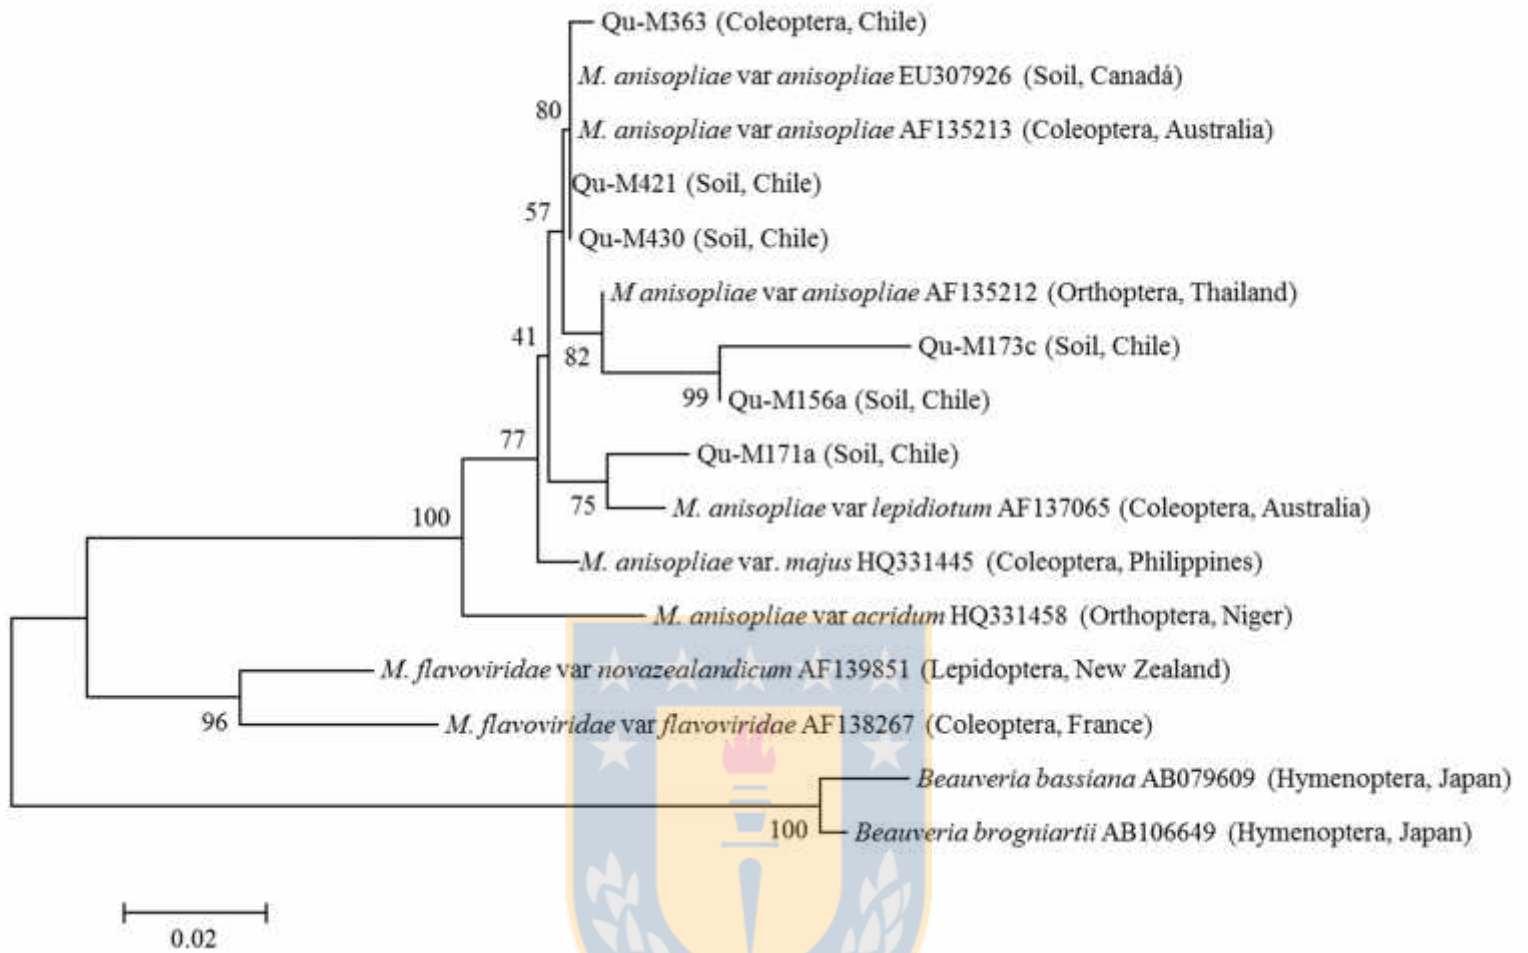 Qu-M363 (Coleoptera, Chile)
M. anisopliae var anisopliae EU307926 (Soil, Canadá)
80
M. anisopliae var anisopliae AF135213 (Coleoptera, Australia)
Qu-M421 (Soil, Chile)
57
Qu-M430 (Soil, Chile)
M anisopliae var anisopliae AF135212 (Orthoptera, Thailand)
41
82
Qu-M173c (Soil, Chile)
99
Qu-M156a (Soil, Chile)
77
Qu-M171a (Soil, Chile)
75
M. anisopliae var lepidiotum AF137065 (Coleoptera, Australia)
100
M. anisopliae var. majus HQ331445 (Coleoptera, Philippines)
M. anisopliae var acridum HQ331458 (Orthoptera, Niger)
M. flavoviridae var novazealandicum AF139851 (Lepidoptera, New Zealand)
96
M. flavoviridae var flavoviridae AF138267 (Coleoptera, France)
Beauveria bassiana AB079609 (Hymenoptera, Japan)
100
Beauveria brogniartii AB106649 (Hymenoptera, Japan)
0.02